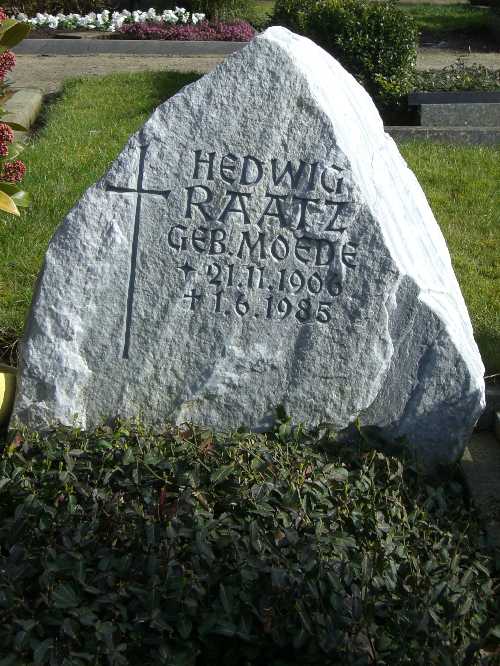 HEDWIG
RAATZ
GEB. MOEDE
✦ 21.11.1906
✝ 1.6.1985